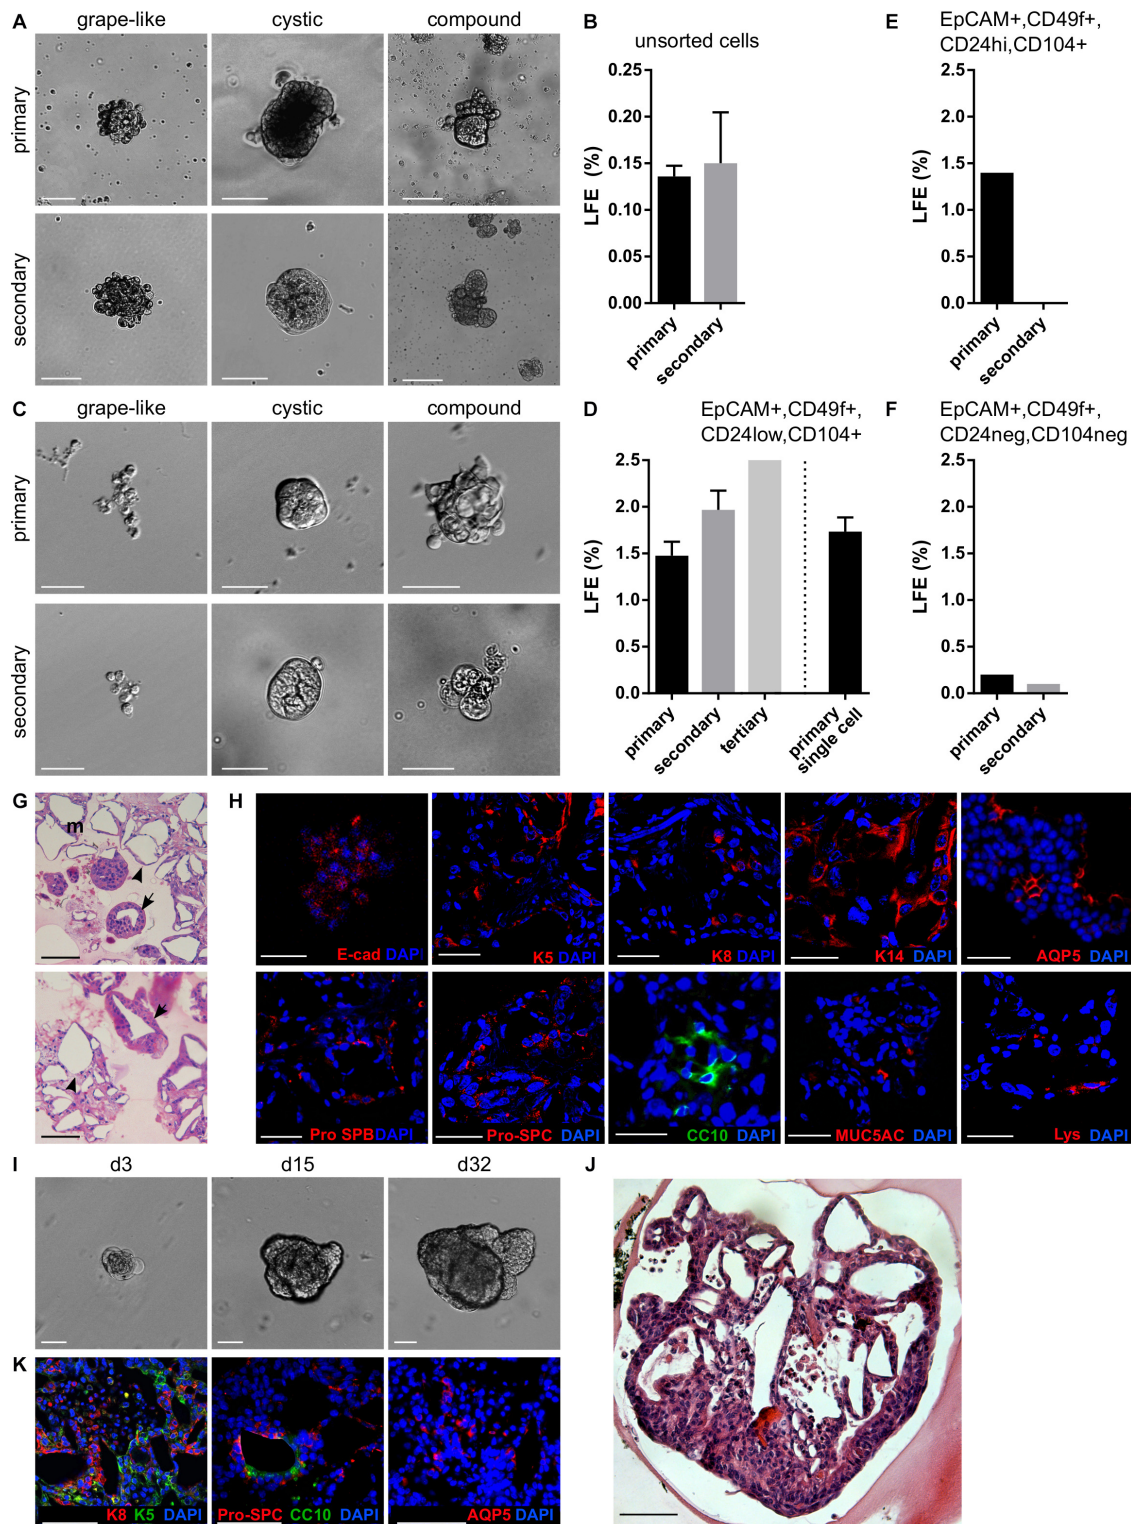 A
grape-like
cystic
compound
primary
secondary
B
unsorted cells
LFE (%)
0.25
0.20
0.15
0.10
0.05
0.00
primary
secondary
E
EpCAM+,CD49f+,
CD24hi,CD104+
LFE (%)
2.5
2.0
1.5
1.0
0.5
0.0
primary
secondary
C
grape-like
cystic
compound
primary
secondary
D
EpCAM+,CD49f+,
CD24low,CD104+
LFE (%)
2.5
2.0
1.5
1.0
0.5
0.0
primary
secondary
tertiary
primary
single cell
F
EpCAM+,CD49f+,
CD24neg,CD104neg
LFE (%)
2.5
2.0
1.5
1.0
0.5
0.0
primary
secondary
G
m
H
E-cad DAPI
K5 DAPI
K8 DAPI
K14 DAPI
AQP5 DAPI
Pro SPB DAPI
Pro-SPC DAPI
CC10 DAPI
MUC5AC DAPI
Lys DAPI
I
d3
d15
d32
J
K
K8 K5 DAPI
Pro-SPC CC10 DAPI
AQP5 DAPI